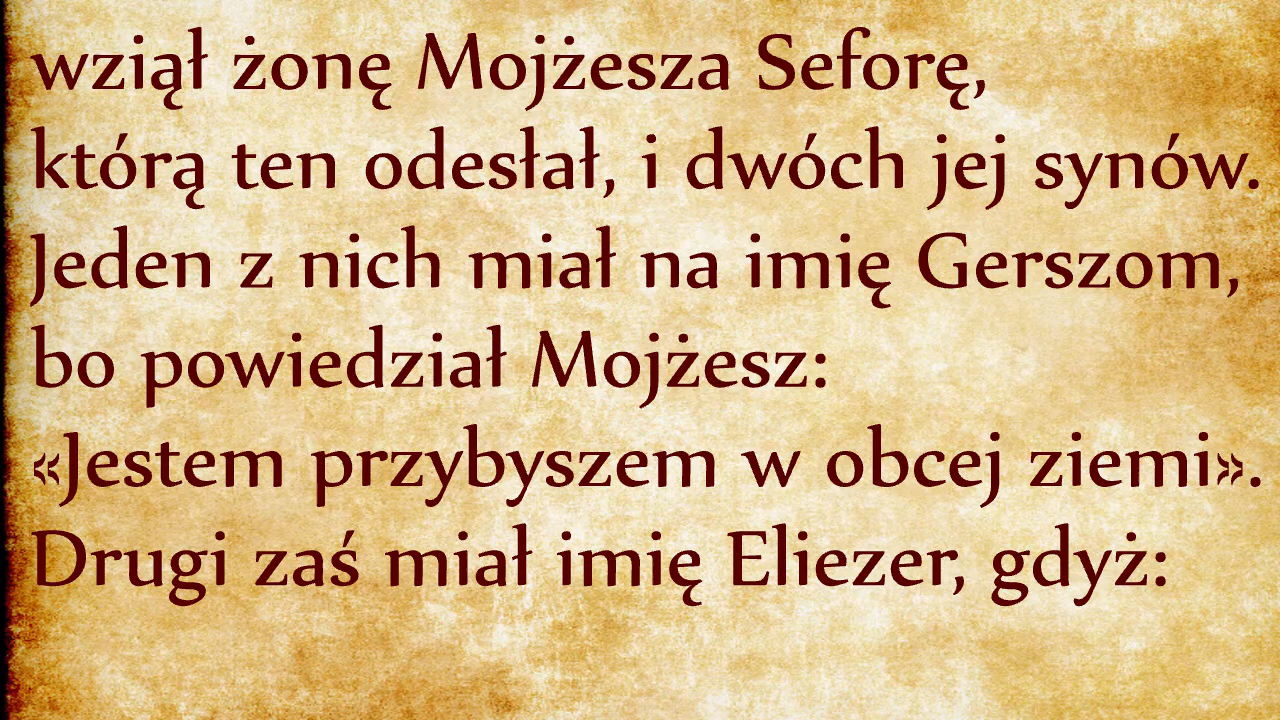 wziął żonę Mojżesza Seforę,
którą ten odesłał, i dwóch jej synów.
Jeden z nich miał na imię Gerszom,
bo powiedział Mojżesz:
«Jestem przybyszem w obcej ziemi».
Drugi zaś miał imię Eliezer, gdyż: